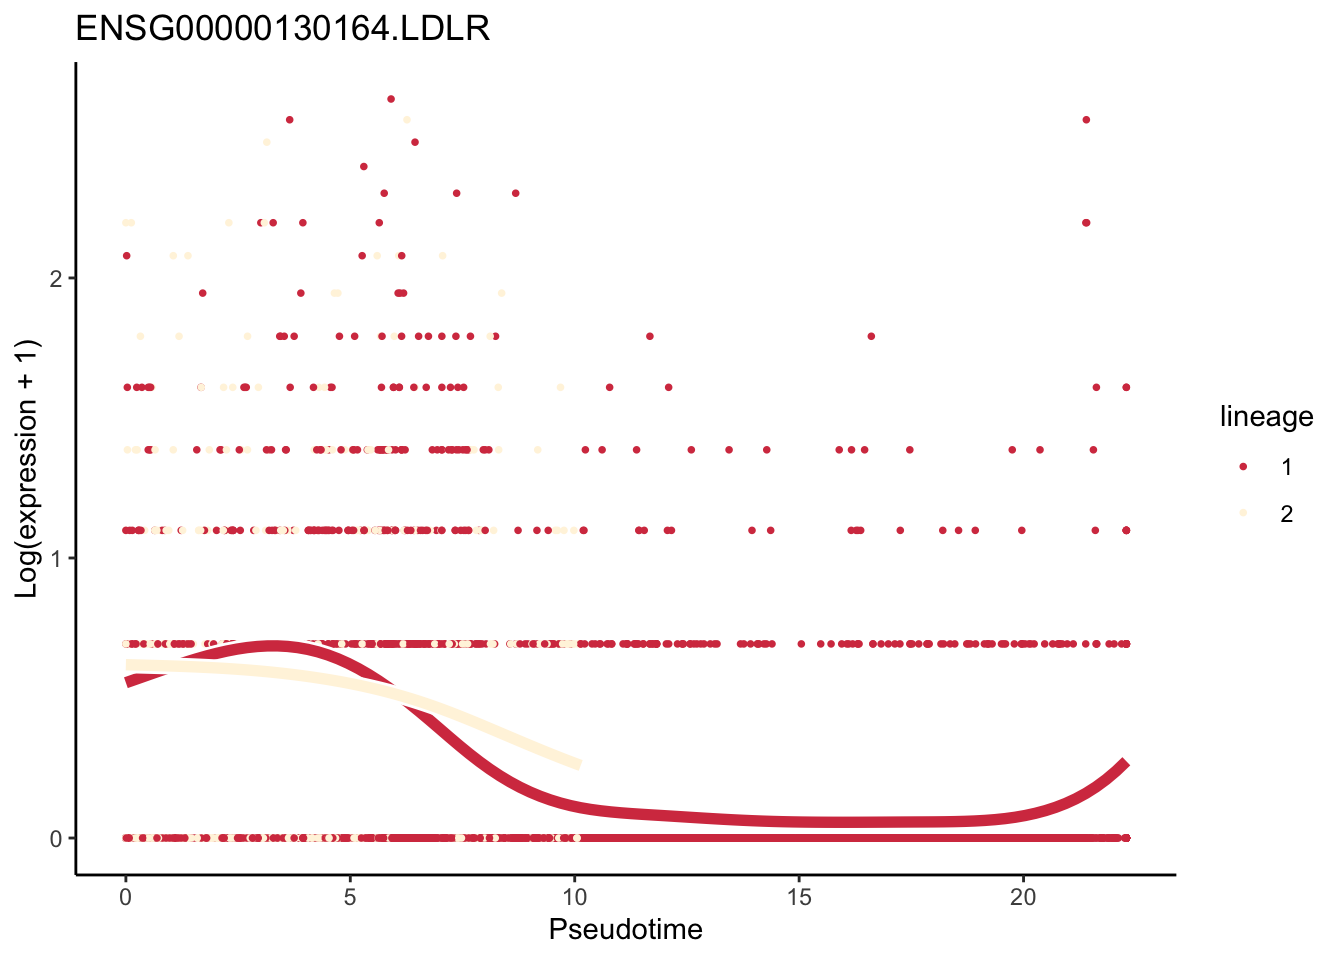 ENSG00000130164.LDLR
Log(expression + 1)
2
1
0
0
5
10
15
20
Pseudotime
lineage
1
2